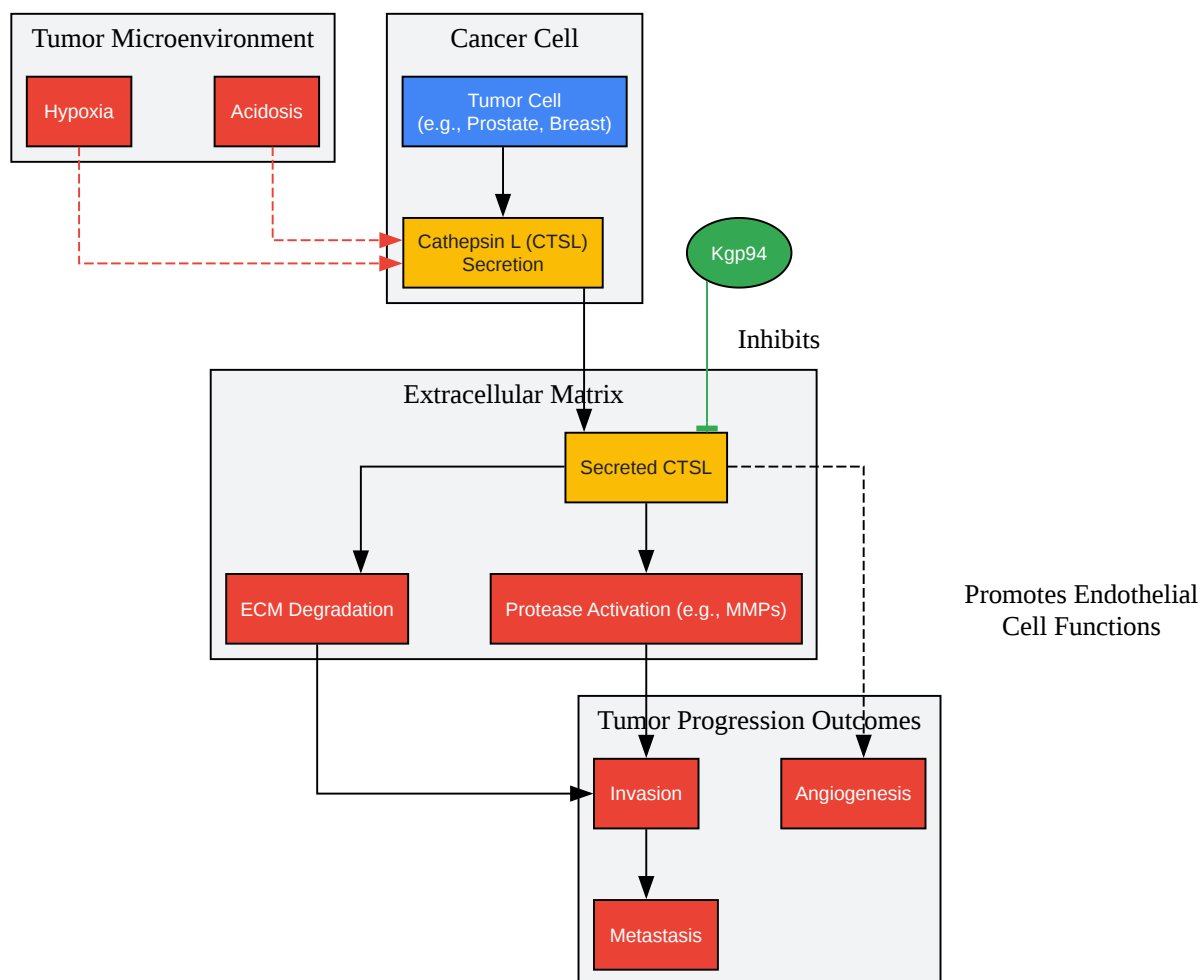 Tumor Microenvironment
Hypoxia
Acidosis
Cancer Cell
Tumor Cell
(e.g., Prostate, Breast)
Cathepsin L (CTSL)
Secretion
Kgp94
Inhibits
Extracellular Matrix
Secreted CTSL
ECM Degradation
Protease Activation (e.g., MMPs)
Promotes Endothelial
Cell Functions
Tumor Progression Outcomes
Invasion
Angiogenesis
Metastasis